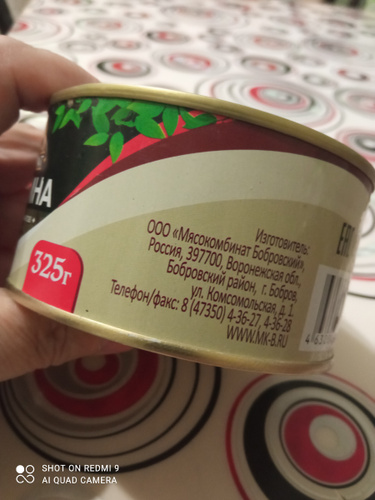 НА
325г
Изготовитель:
ООО «Мясокомбинат Бобровский»,
Россия, 397700, Воронежская обл.,
Бобровский район, г. Бобров,
ул. Комсомольская, д. 1.
Телефон/факс: 8 (47350) 4-36-27, 4-36-28
WWW.MK-B.RU
SHOT ON REDMI 9
AI QUAD CAMERA